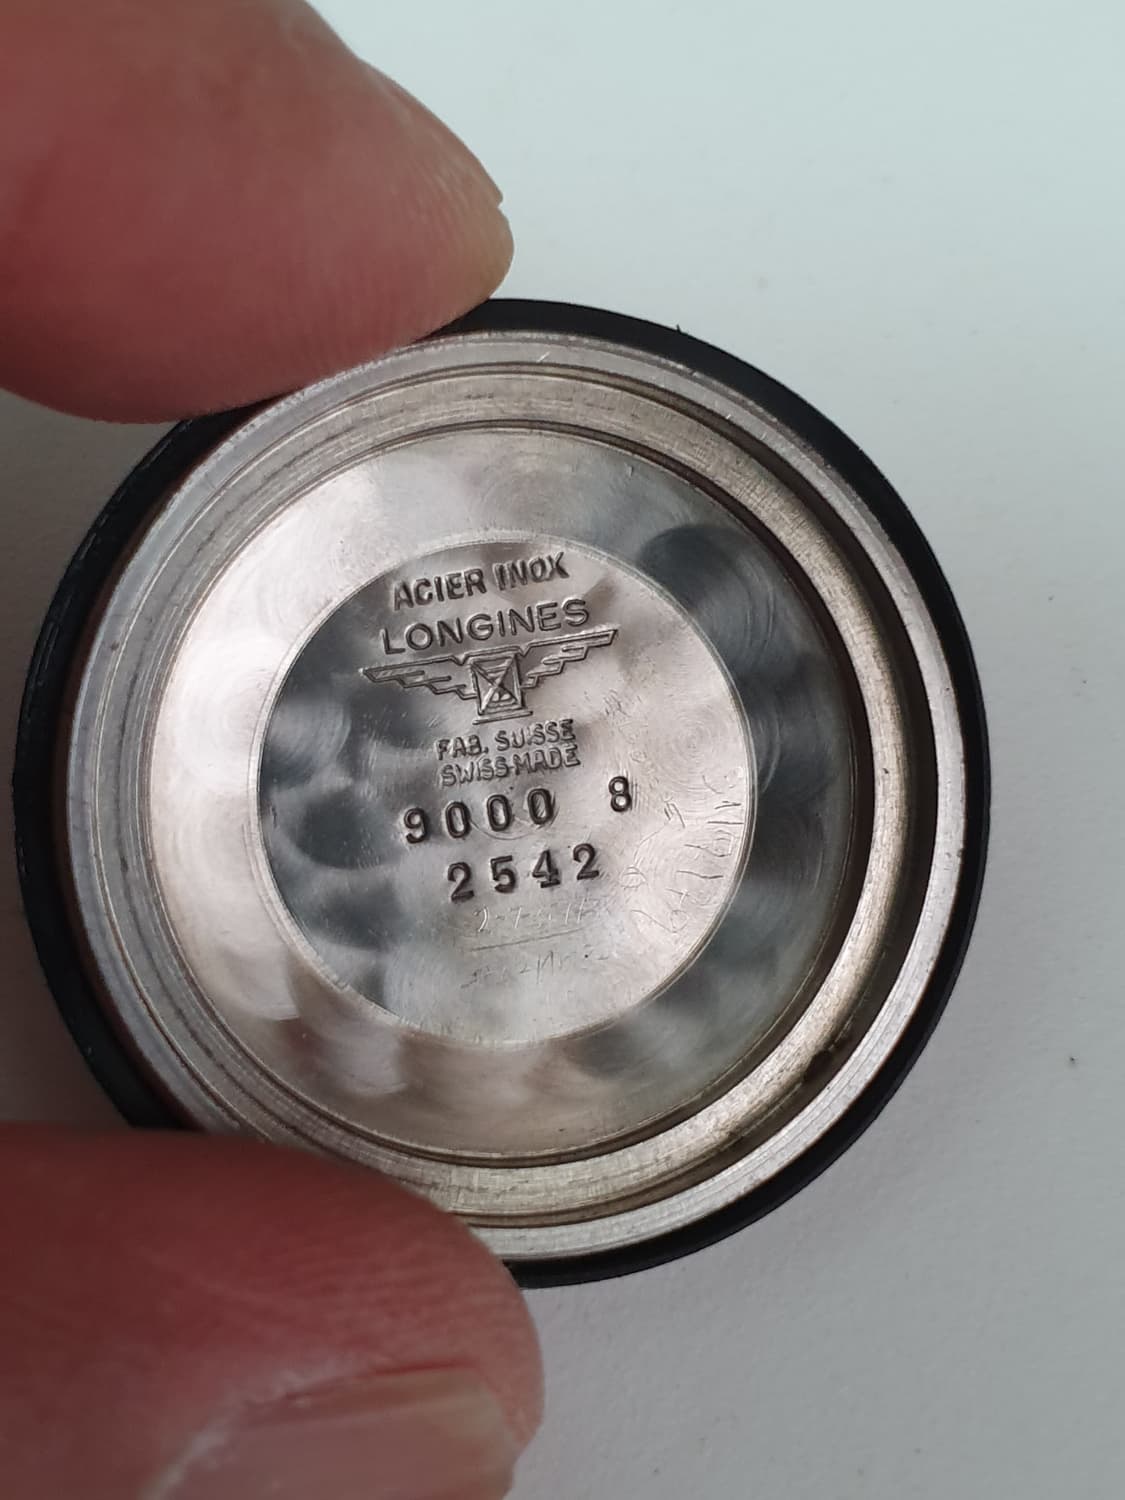 ACIER INOX
LONGINES
FAB. SUISSE
SWISS-MADE
9000 8
2542